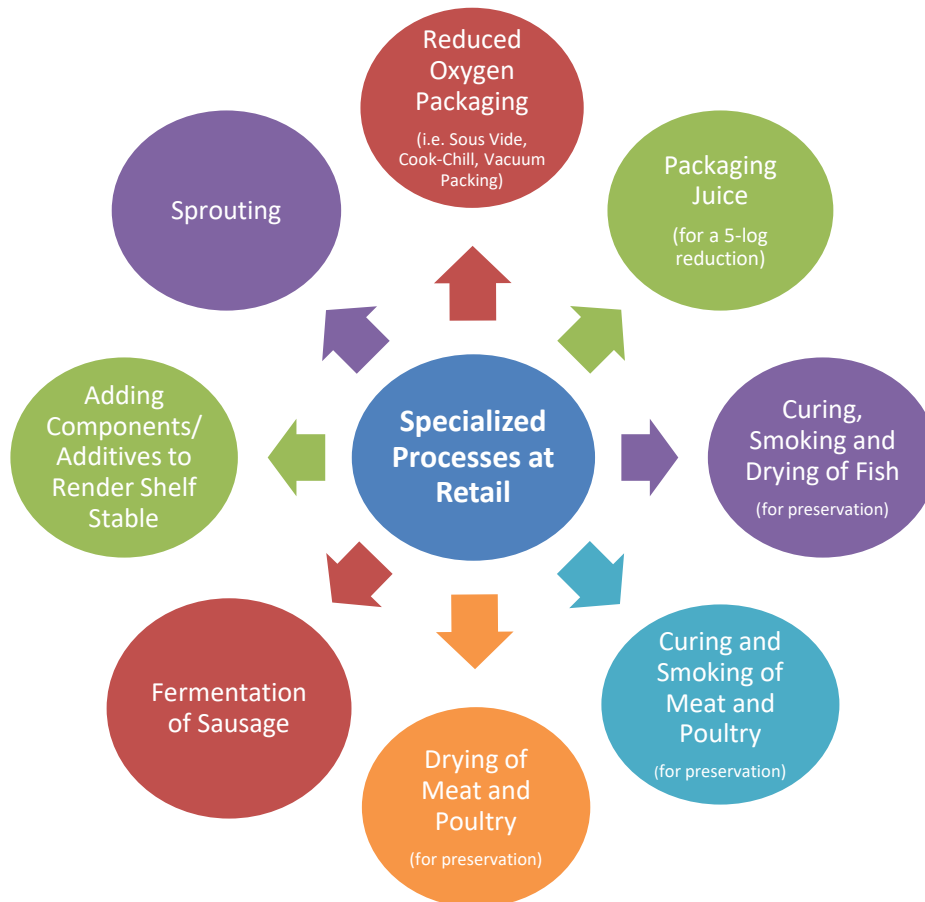 Reduced
Oxygen
Packaging
(i.e. Sous Vide,
Cook-Chill, Vacuum
Packing)
Packaging
Juice
(for a 5-log
reduction)
Curing,
Smoking and
Drying of Fish
(for preservation)
Curing and
Smoking of
Meat and
Poultry
(for preservation)
Drying of
Meat and
Poultry
(for preservation)
Fermentation
of Sausage
Adding
Components/
Additives to
Render Shelf
Stable
Sprouting
Specialized
Processes at
Retail